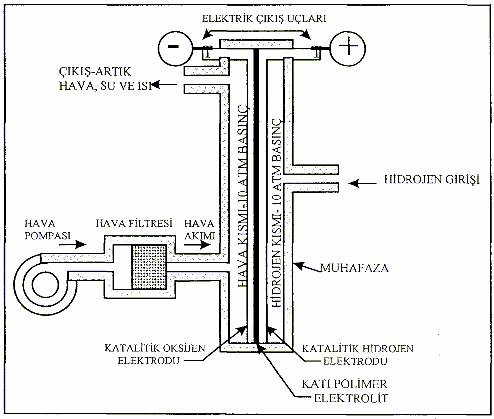 ELEKTRİK ÇIKIŞ UÇLARI
-
+
ÇIKIŞ-ARTIK
HAVA, SU VE ISI
HAVA KISMI-10 ATM BASINÇ
HİDROJEN KISMI- 10 ATM BASINÇ
HİDROJEN GİRİŞİ
HAVA
POMPASI
HAVA FİLTRESİ
HAVA
AKIMI
MUHAFAZA
KATALİTİK OKSİJEN
ELEKTRODU
KATALİTİK HİDROJEN
ELEKTRODU
KATI POLİMER
ELEKTROLİT